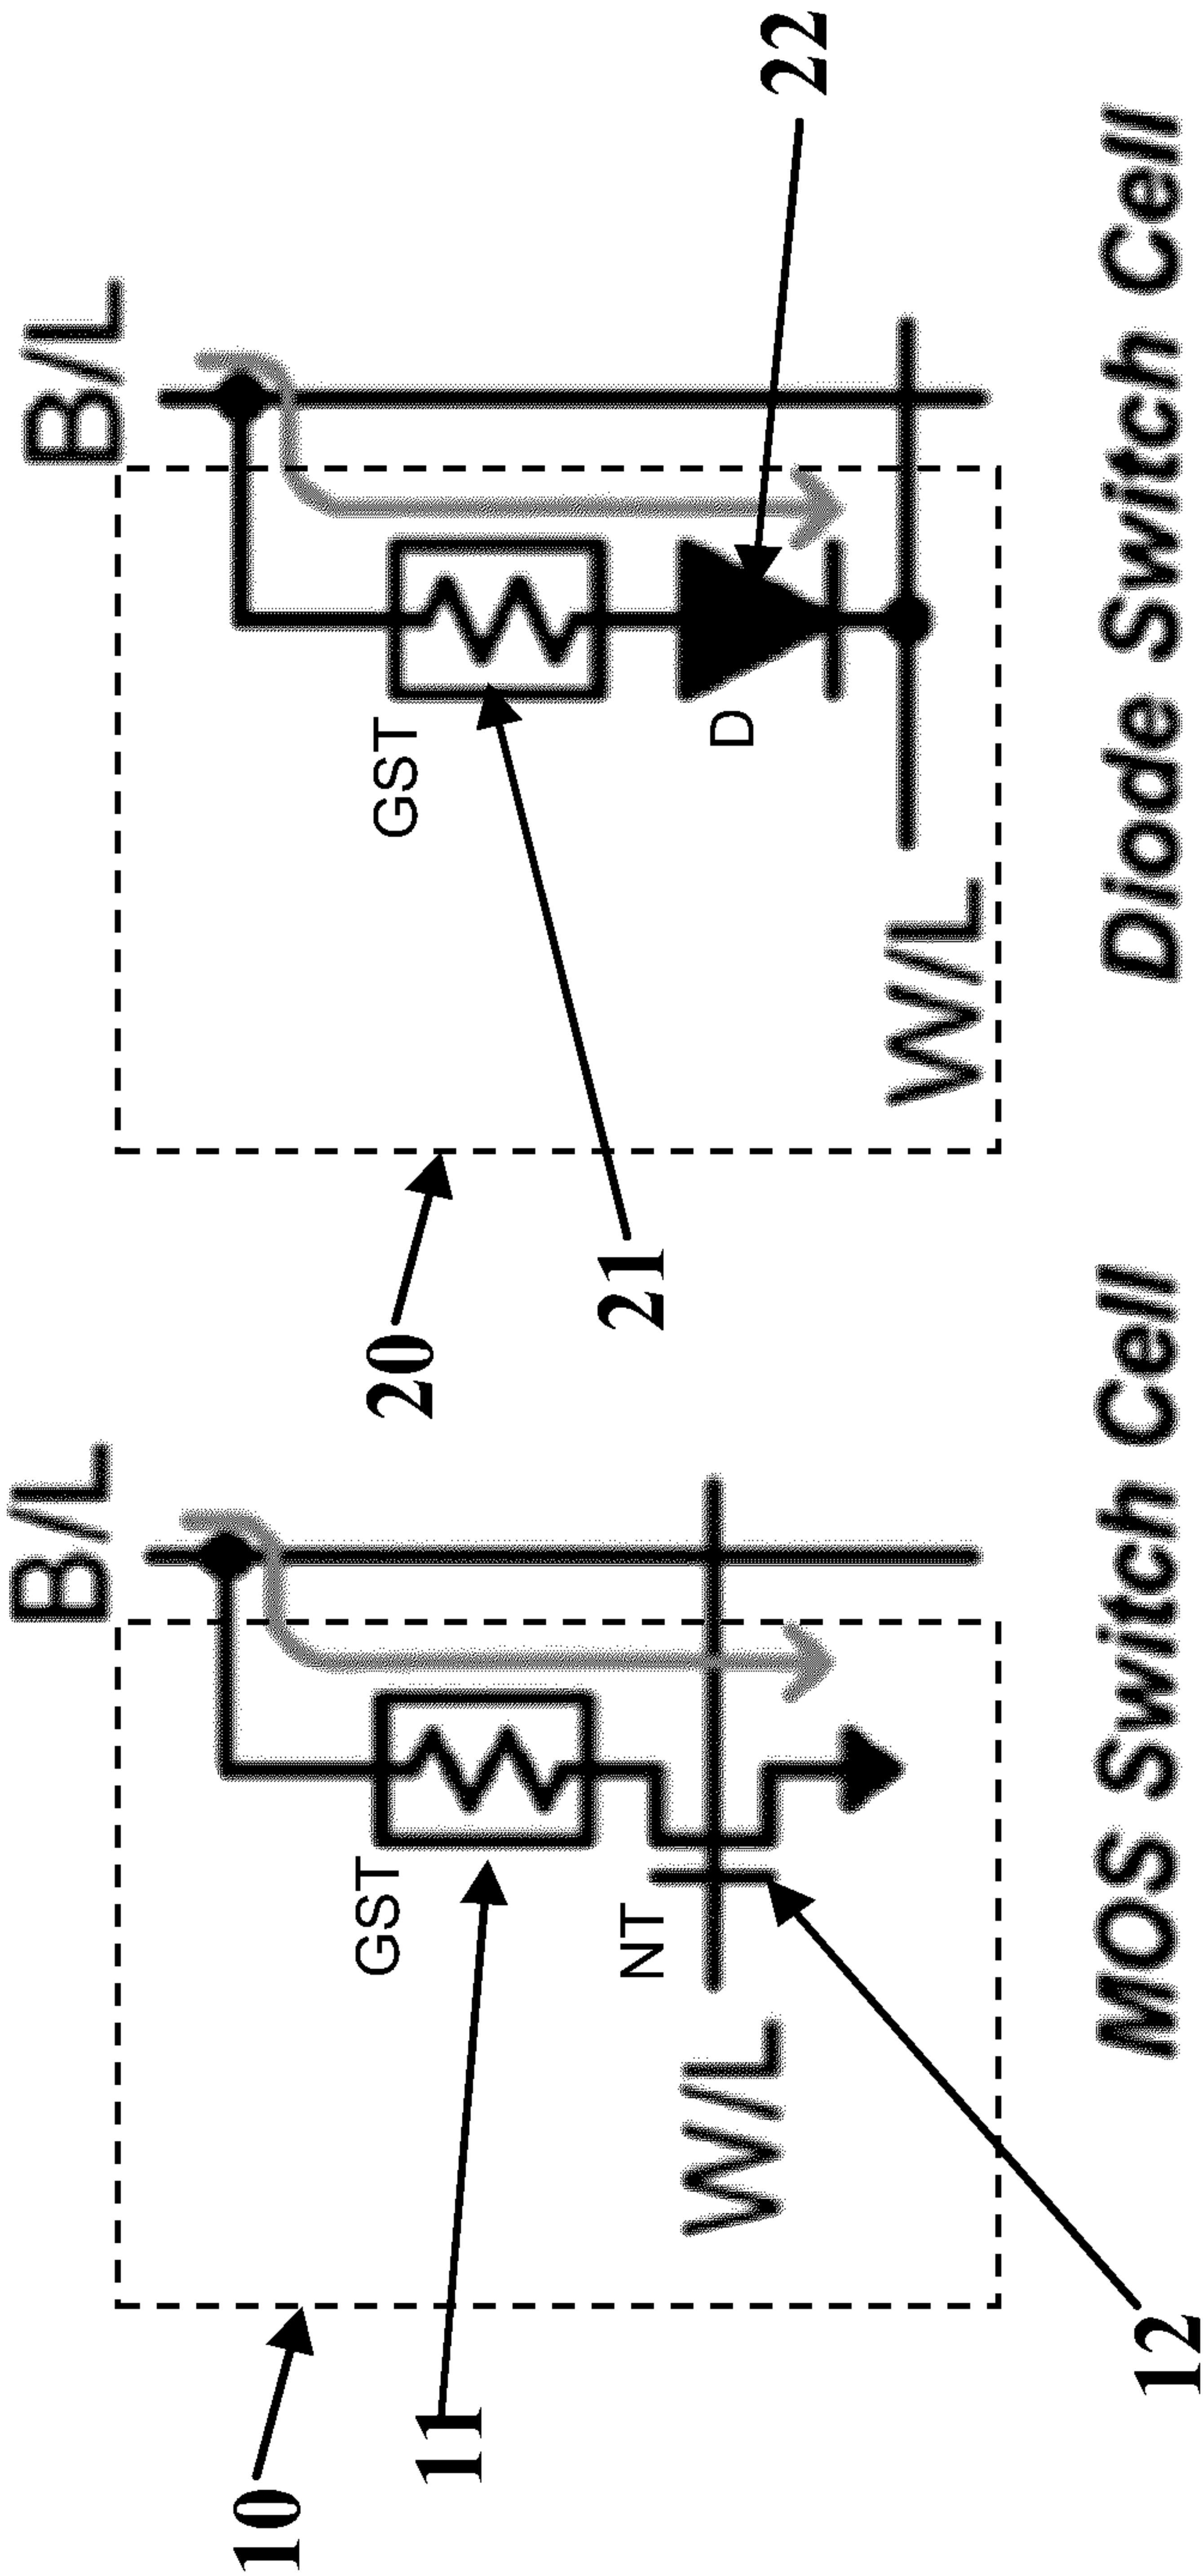 B/L
GST
NT
W/L
10
11
12
MOS Switch Cell
B/L
GST
D
W/L
20
21
22
Diode Switch Cell